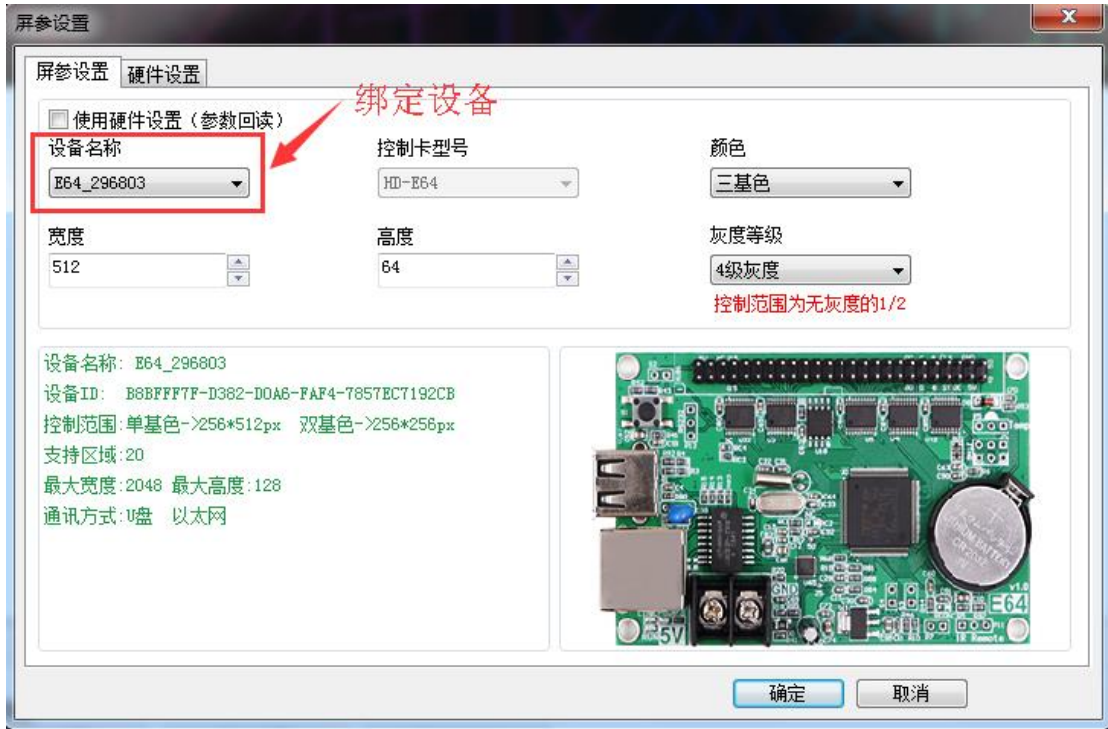 屏参设置
屏参设置 硬件设置
绑定设备
使用硬件设置（参数回读）
设备名称 控制卡型号 颜色
E64_296803 HD-E64 三基色
宽度 高度 灰度等级
512 64 4级灰度
控制范围为无灰度的1/2
设备名称: E64_296803
设备ID: B8BFFF7F-D382-D0A6-FAF4-7857EC7192CB
控制范围:单基色->256*512px 双基色->256*256px
支持区域:20
最大宽度:2048 最大高度:128
通讯方式:U盘 以太网
GND
v1.0
E64
5V
IR Remote
确定 取消